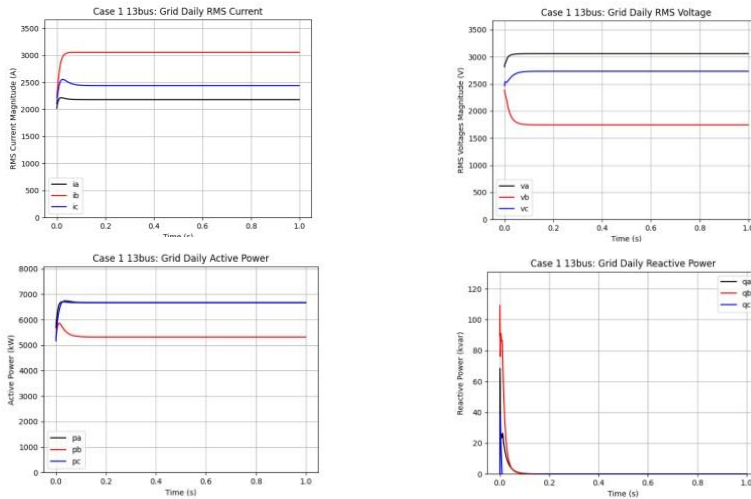 Case 1 13bus: Grid Daily RMS Current
RMS Current Magnitude (A)
3500
3000
2500
2000
1500
1000
500
0
ia
ib
ic
0.0 0.2 0.4 0.6 0.8 1.0
Time (s)
Case 1 13bus: Grid Daily RMS Voltage
RMS Voltages Magnitude (V)
3500
3000
2500
2000
1500
1000
500
0
va
vb
vc
0.0 0.2 0.4 0.6 0.8 1.0
Time (s)
Case 1 13bus: Grid Daily Active Power
Active Power (kW)
8000
7000
6000
5000
4000
3000
2000
1000
0
pa
pb
pc
0.0 0.2 0.4 0.6 0.8 1.0
Time (s)
Case 1 13bus: Grid Daily Reactive Power
Reactive Power (kvar)
120
100
80
60
40
20
0
qa
qb
qc
0.0 0.2 0.4 0.6 0.8 1.0
Time (s)